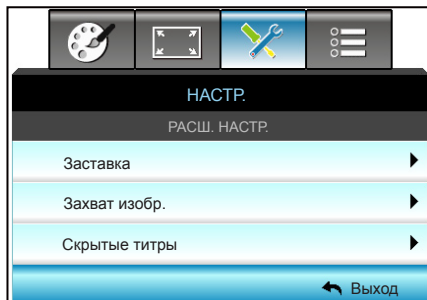 НАСТР.
РАСШ. НАСТР.
Заставка
Захват изобр.
Скрытые титры
Выход